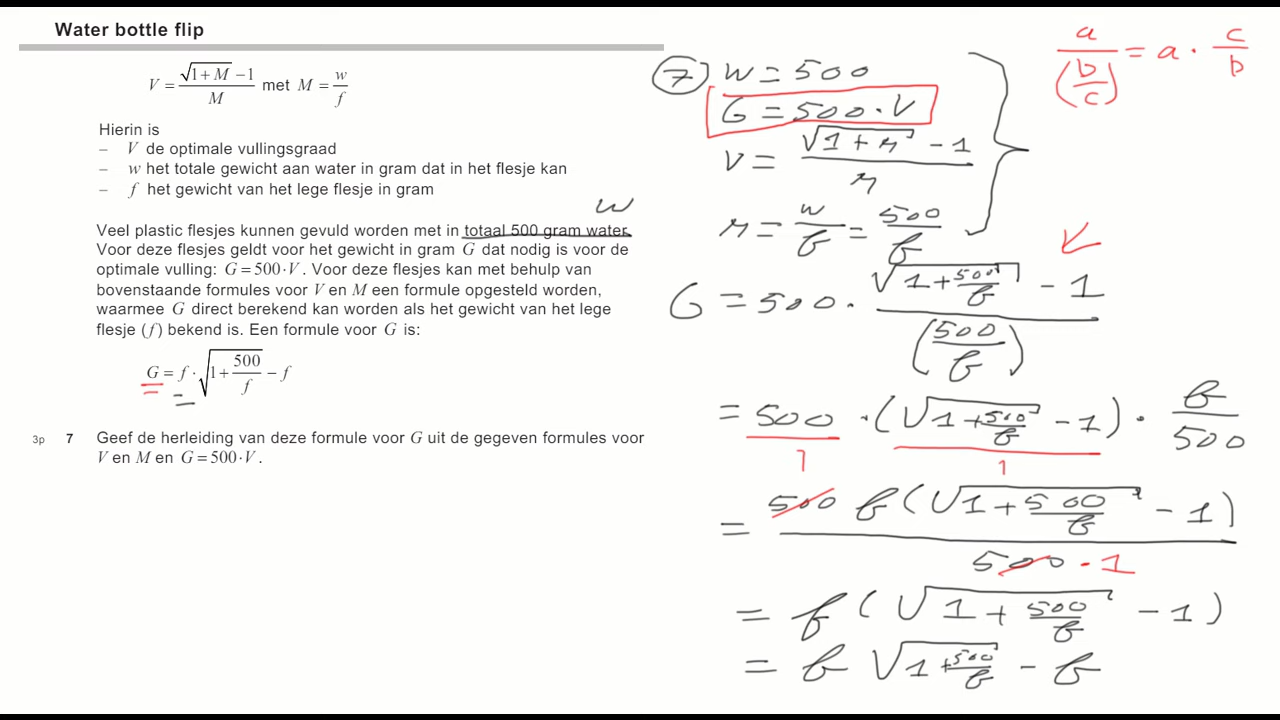 Water bottle flip
V = (√(1+M) − 1)/M met M = w/f
Hierin is
– V de optimale vullingsgraad
– w het totale gewicht aan water in gram dat in het flesje kan
– f het gewicht van het lege flesje in gram
w
Veel plastic flesjes kunnen gevuld worden met in totaal 500 gram water.
Voor deze flesjes geldt voor het gewicht in gram G dat nodig is voor de
optimale vulling: G = 500·V. Voor deze flesjes kan met behulp van
bovenstaande formules voor V en M een formule opgesteld worden,
waarmee G direct berekend kan worden als het gewicht van het lege
flesje (f) bekend is. Een formule voor G is:
G = f · √(1 + 500/f) − f
3p 7 Geef de herleiding van deze formule voor G uit de gegeven formules voor
V en M en G = 500·V.
7) w = 500
G = 500 · V
V = (√(1 + M) − 1)/M
M = w/f = 500/f
a/(b/c) = a · c/b
G = 500 · (√(1 + 500/f) − 1)/(500/f)
= 500/1 · (√(1 + 500/f) − 1)/1 · f/500
= 500 f (√(1 + 500/f) − 1)/(500 · 1)
= f (√(1 + 500/f) − 1)
= f √(1 + 500/f) − f